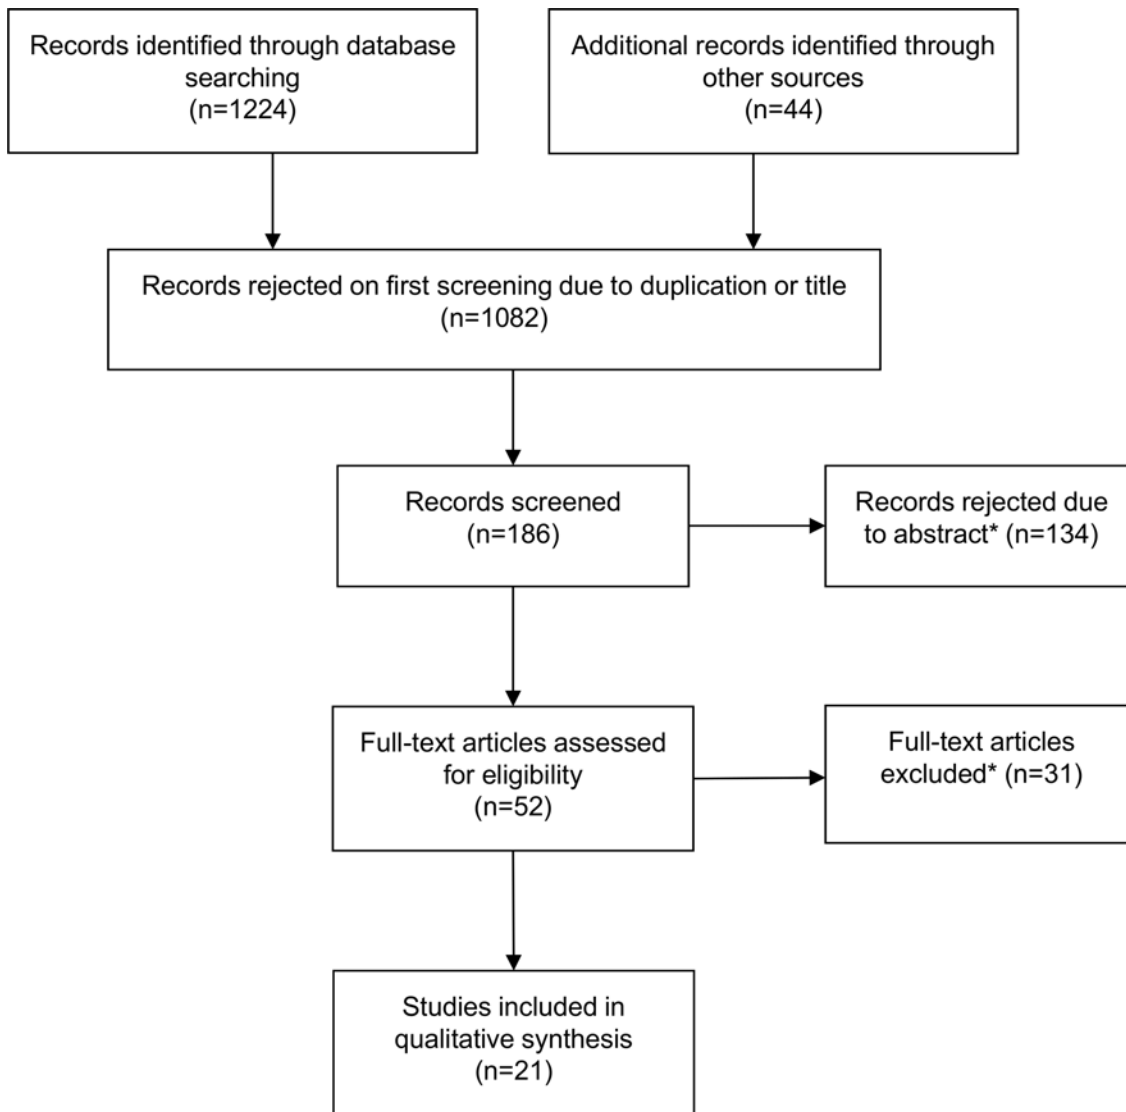 Records identified through database
searching
(n=1224)
Additional records identified through
other sources
(n=44)
Records rejected on first screening due to duplication or title
(n=1082)
Records screened
(n=186)
Records rejected due
to abstract* (n=134)
Full-text articles assessed
for eligibility
(n=52)
Full-text articles
excluded* (n=31)
Studies included in
qualitative synthesis
(n=21)